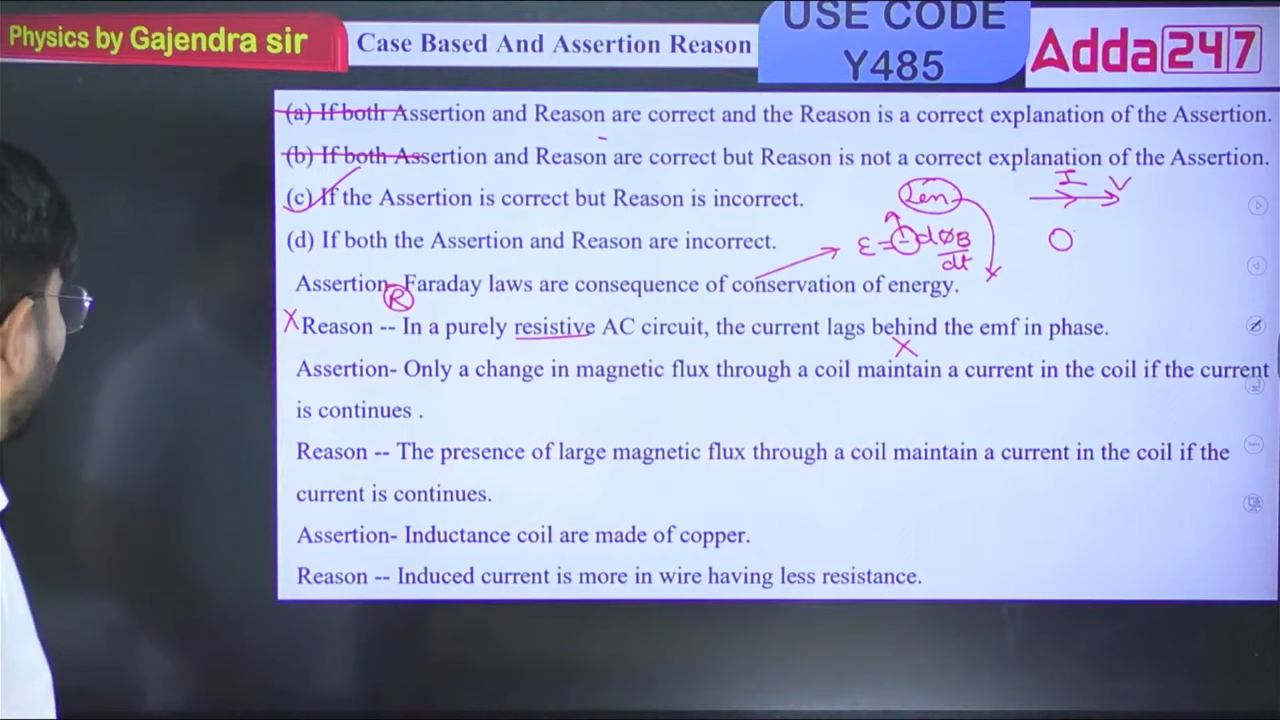 Physics by Gajendra sir
Case Based And Assertion Reason
USE CODE
Y485
Adda247
(a) If both Assertion and Reason are correct and the Reason is a correct explanation of the Assertion.
(b) If both Assertion and Reason are correct but Reason is not a correct explanation of the Assertion.
(c) If the Assertion is correct but Reason is incorrect.
Len
I V
(d) If both the Assertion and Reason are incorrect.
ε = - dϕB
dt
O
Assertion- Faraday laws are consequence of conservation of energy.
R
X Reason -- In a purely resistive AC circuit, the current lags behind the emf in phase.
X
Assertion- Only a change in magnetic flux through a coil maintain a current in the coil if the current
is continues .
Reason -- The presence of large magnetic flux through a coil maintain a current in the coil if the
current is continues.
Assertion- Inductance coil are made of copper.
Reason -- Induced current is more in wire having less resistance.